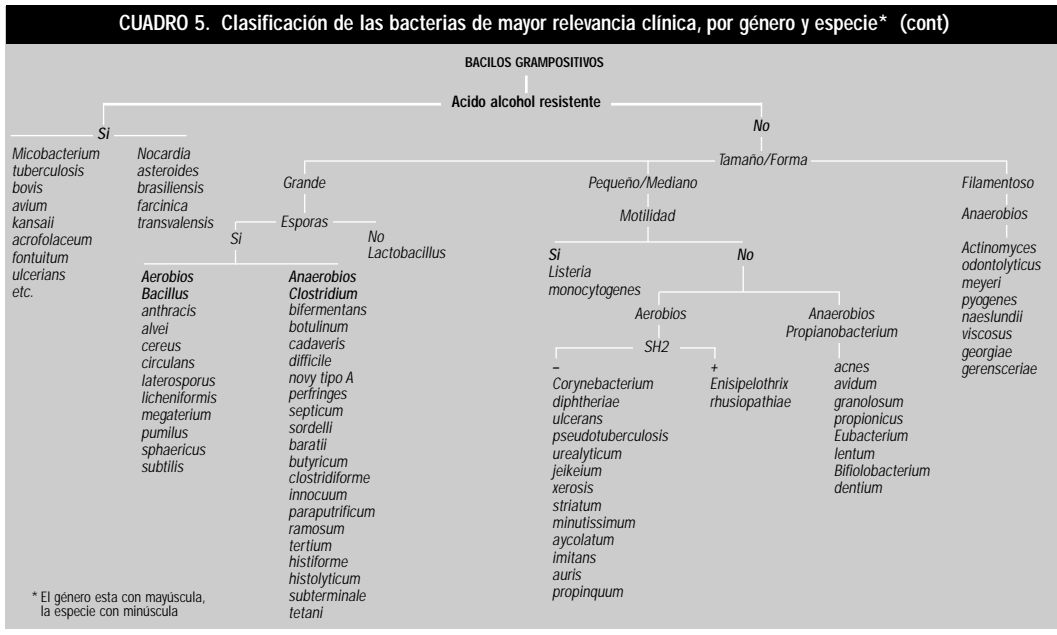 CUADRO 5. Clasificación de las bacterias de mayor relevancia clínica, por género y especie* (cont)
BACILOS GRAMPOSITIVOS
Acido alcohol resistente
Si
Micobacterium
tuberculosis
bovis
avium
kansaii
acrofolaceum
fontuitum
ulcerians
etc.
Nocardia
asteroides
brasiliensis
farcinica
transvalensis
No
Tamaño/Forma
Grande
Esporas
Si
Aerobios
Bacillus
anthracis
alvei
cereus
circulans
laterosporus
licheniformis
megaterium
pumilus
sphaericus
subtilis
Anaerobios
Clostridium
bifermentans
botulinum
cadaveris
difficile
novy tipo A
perfringes
septicum
sordelli
baratii
butyricum
clostridiforme
innocuum
paraputrificum
ramosum
tertium
histiforme
histolyticum
subterminale
tetani
No
Lactobacillus
Pequeño/Mediano
Motilidad
Si
Listeria
monocytogenes
No
Aerobios
SH2
–
Corynebacterium
diphtheriae
ulcerans
pseudotuberculosis
urealyticum
jeikeium
xerosis
striatum
minutissimum
aycolatum
imitans
auris
propinquum
+
Enisipelothrix
rhusiopathiae
Anaerobios
Propianobacterium
acnes
avidum
granolosum
propionicus
Eubacterium
lentum
Bifiolobacterium
dentium
Filamentoso
Anaerobios
Actinomyces
odontolyticus
meyeri
pyogenes
naeslundii
viscosus
georgiae
gerensceriae
* El género esta con mayúscula,
la especie con minúscula